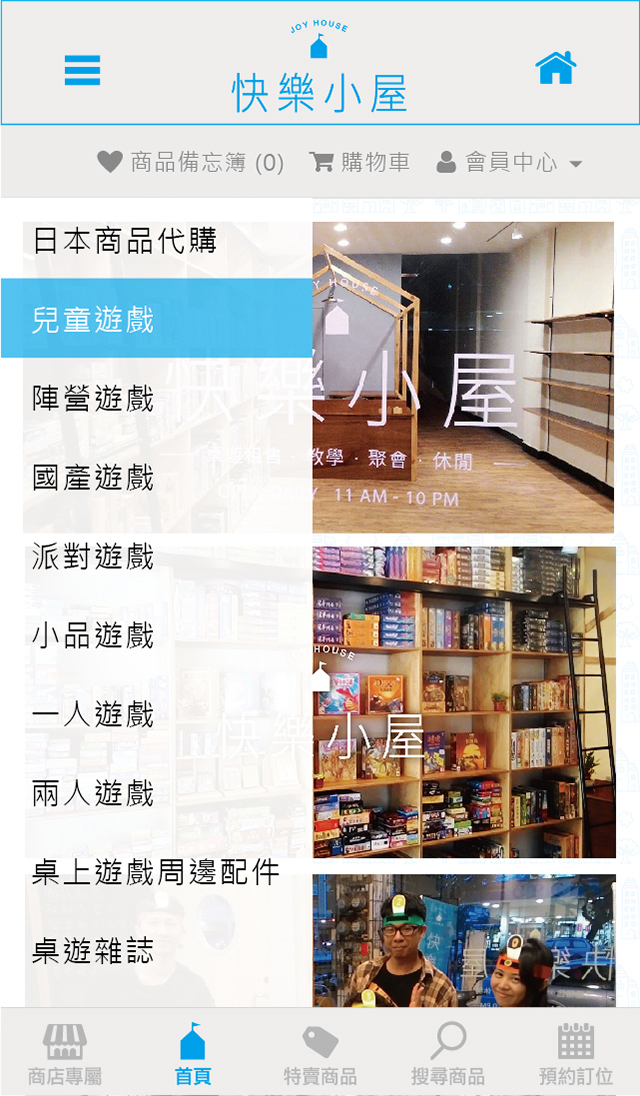 JOY HOUSE
快樂小屋
商品備忘簿 (0)
購物車
會員中心
日本商品代購
兒童遊戲
陣營遊戲
國產遊戲
派對遊戲
小品遊戲
一人遊戲
兩人遊戲
桌上遊戲周邊配件
桌遊雜誌
快樂小屋
教學 · 聚會 · 休閒
11 AM - 10 PM
HOUSE
快樂小屋
商店專屬
首頁
特賣商品
搜尋商品
預約訂位